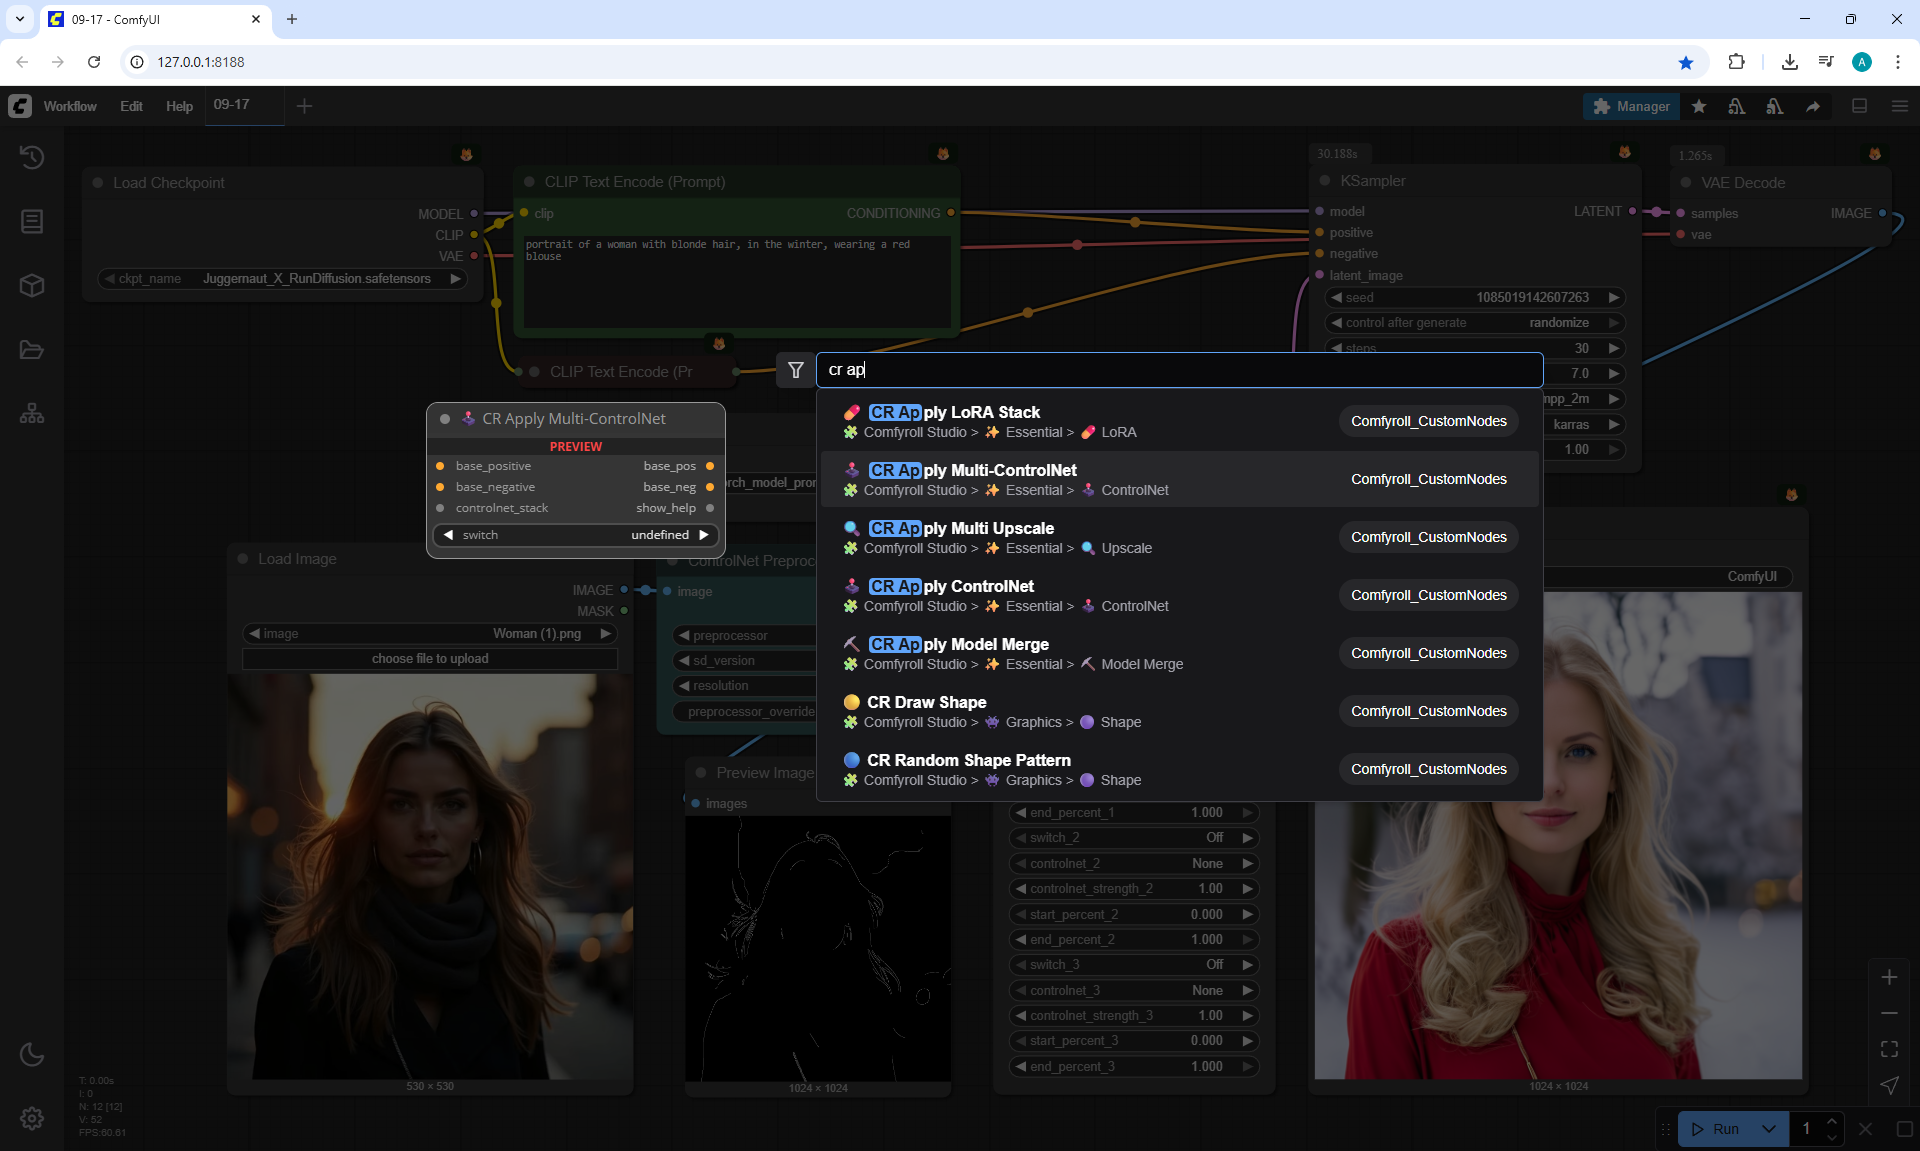 09-17 - ComfyUI
127.0.0.1:8188
Workflow
Edit
Help
09-17
Manager
30.188s
1.265s
Load Checkpoint
MODEL
CLIP
VAE
ckpt_name
Juggernaut_X_RunDiffusion.safetensors
CLIP Text Encode (Prompt)
clip
CONDITIONING
portrait of a woman with blonde hair, in the winter, wearing a red
blouse
CLIP Text Encode (Pr
KSampler
model
LATENT
positive
negative
latent_image
seed
1085019142607263
control after generate
randomize
steps
30
7.0
mpp_2m
karras
1.00
VAE Decode
samples
IMAGE
vae
cr ap
CR Apply LoRA Stack
Comfyroll Studio > Essential > LoRA
Comfyroll_CustomNodes
CR Apply Multi-ControlNet
Comfyroll Studio > Essential > ControlNet
Comfyroll_CustomNodes
CR Apply Multi Upscale
Comfyroll Studio > Essential > Upscale
Comfyroll_CustomNodes
CR Apply ControlNet
Comfyroll Studio > Essential > ControlNet
Comfyroll_CustomNodes
CR Apply Model Merge
Comfyroll Studio > Essential > Model Merge
Comfyroll_CustomNodes
CR Draw Shape
Comfyroll Studio > Graphics > Shape
Comfyroll_CustomNodes
CR Random Shape Pattern
Comfyroll Studio > Graphics > Shape
Comfyroll_CustomNodes
CR Apply Multi-ControlNet
PREVIEW
base_positive
base_pos
base_negative
base_neg
controlnet_stack
show_help
switch
undefined
rch_model_pror
Load Image
IMAGE
MASK
image
Woman (1).png
choose file to upload
530 × 530
ControlNet Preproc
image
preprocessor
sd_version
resolution
preprocessor_override
Preview Image
images
1024 × 1024
end_percent_1
1.000
switch_2
Off
controlnet_2
None
controlnet_strength_2
1.00
start_percent_2
0.000
end_percent_2
1.000
switch_3
Off
controlnet_3
None
controlnet_strength_3
1.00
start_percent_3
0.000
end_percent_3
1.000
ComfyUI
1024 × 1024
T: 0.00s
I: 0
N: 12 [12]
V: 52
FPS:60.61
Run
1
A